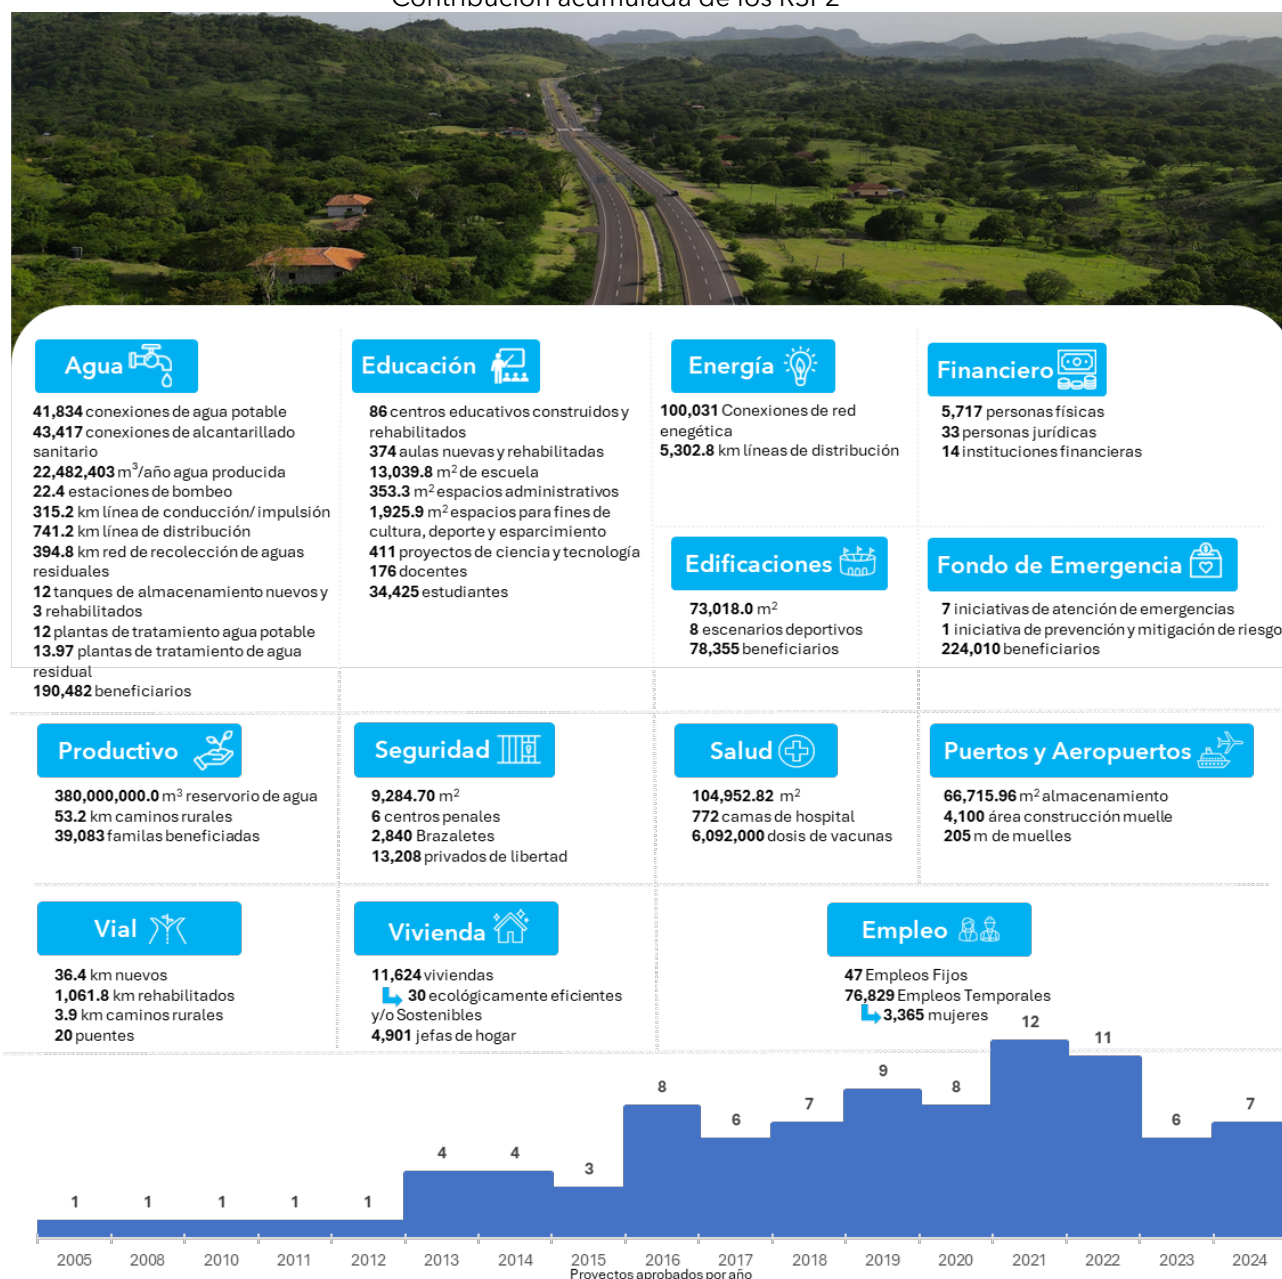 Contribución acumulada de los RSP2
Agua
41,834 conexiones de agua potable
43,417 conexiones de alcantarillado
sanitario
22,482,403 m³/año agua producida
22.4 estaciones de bombeo
315.2 km línea de conducción/ impulsión
741.2 km línea de distribución
394.8 km red de recolección de aguas
residuales
12 tanques de almacenamiento nuevos y
3 rehabilitados
12 plantas de tratamiento agua potable
13.97 plantas de tratamiento de agua
residual
190,482 beneficiarios
Educación
86 centros educativos construidos y
rehabilitados
374 aulas nuevas y rehabilitadas
13,039.8 m² de escuela
353.3 m² espacios administrativos
1,925.9 m² espacios para fines de
cultura, deporte y esparcimiento
411 proyectos de ciencia y tecnología
176 docentes
34,425 estudiantes
Energía
100,031 Conexiones de red
enegética
5,302.8 km líneas de distribución
Financiero
5,717 personas físicas
33 personas jurídicas
14 instituciones financieras
Edificaciones
73,018.0 m²
8 escenarios deportivos
78,355 beneficiarios
Fondo de Emergencia
7 iniciativas de atención de emergencias
1 iniciativa de prevención y mitigación de riesgo
224,010 beneficiarios
Productivo
380,000,000.0 m³ reservorio de agua
53.2 km caminos rurales
39,083 familas beneficiadas
Seguridad
9,284.70 m²
6 centros penales
2,840 Brazaletes
13,208 privados de libertad
Salud
104,952.82 m²
772 camas de hospital
6,092,000 dosis de vacunas
Puertos y Aeropuertos
66,715.96 m² almacenamiento
4,100 área construcción muelle
205 m de muelles
Vial
36.4 km nuevos
1,061.8 km rehabilitados
3.9 km caminos rurales
20 puentes
Vivienda
11,624 viviendas
30 ecológicamente eficientes
y/o Sostenibles
4,901 jefas de hogar
Empleo
47 Empleos Fijos
76,829 Empleos Temporales
3,365 mujeres
1 1 1 1 1 4 4 3 8 6 7 9 8 12 11 6 7
2005 2008 2010 2011 2012 2013 2014 2015 2016 2017 2018 2019 2020 2021 2022 2023 2024
Proyectos aprobados por año